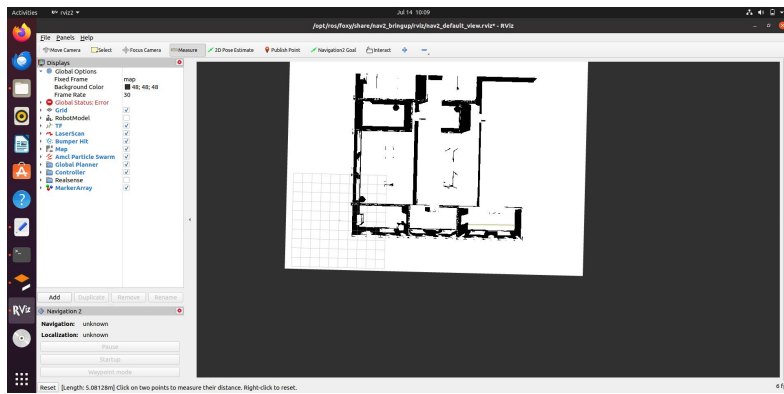 Activities rviz2 ▾ Jul 14 10:09
/opt/ros/foxy/share/nav2_bringup/rviz/nav2_default_view.rviz* - RViz
File Panels Help
Move Camera Select Focus Camera Measure 2D Pose Estimate Publish Point Navigation2 Goal Interact
Displays
Global Options
Fixed Frame map
Background Color 48; 48; 48
Frame Rate 30
Global Status: Error
Grid
RobotModel
TF
LaserScan
Bumper Hit
Map
Amcl Particle Swarm
Global Planner
Controller
Realsense
MarkerArray
Add Duplicate Remove Rename
RViz
Navigation 2
Navigation: unknown
Localization: unknown
Pause
Startup
Waypoint mode
Reset [Length: 5.08128m] Click on two points to measure their distance. Right-click to reset.